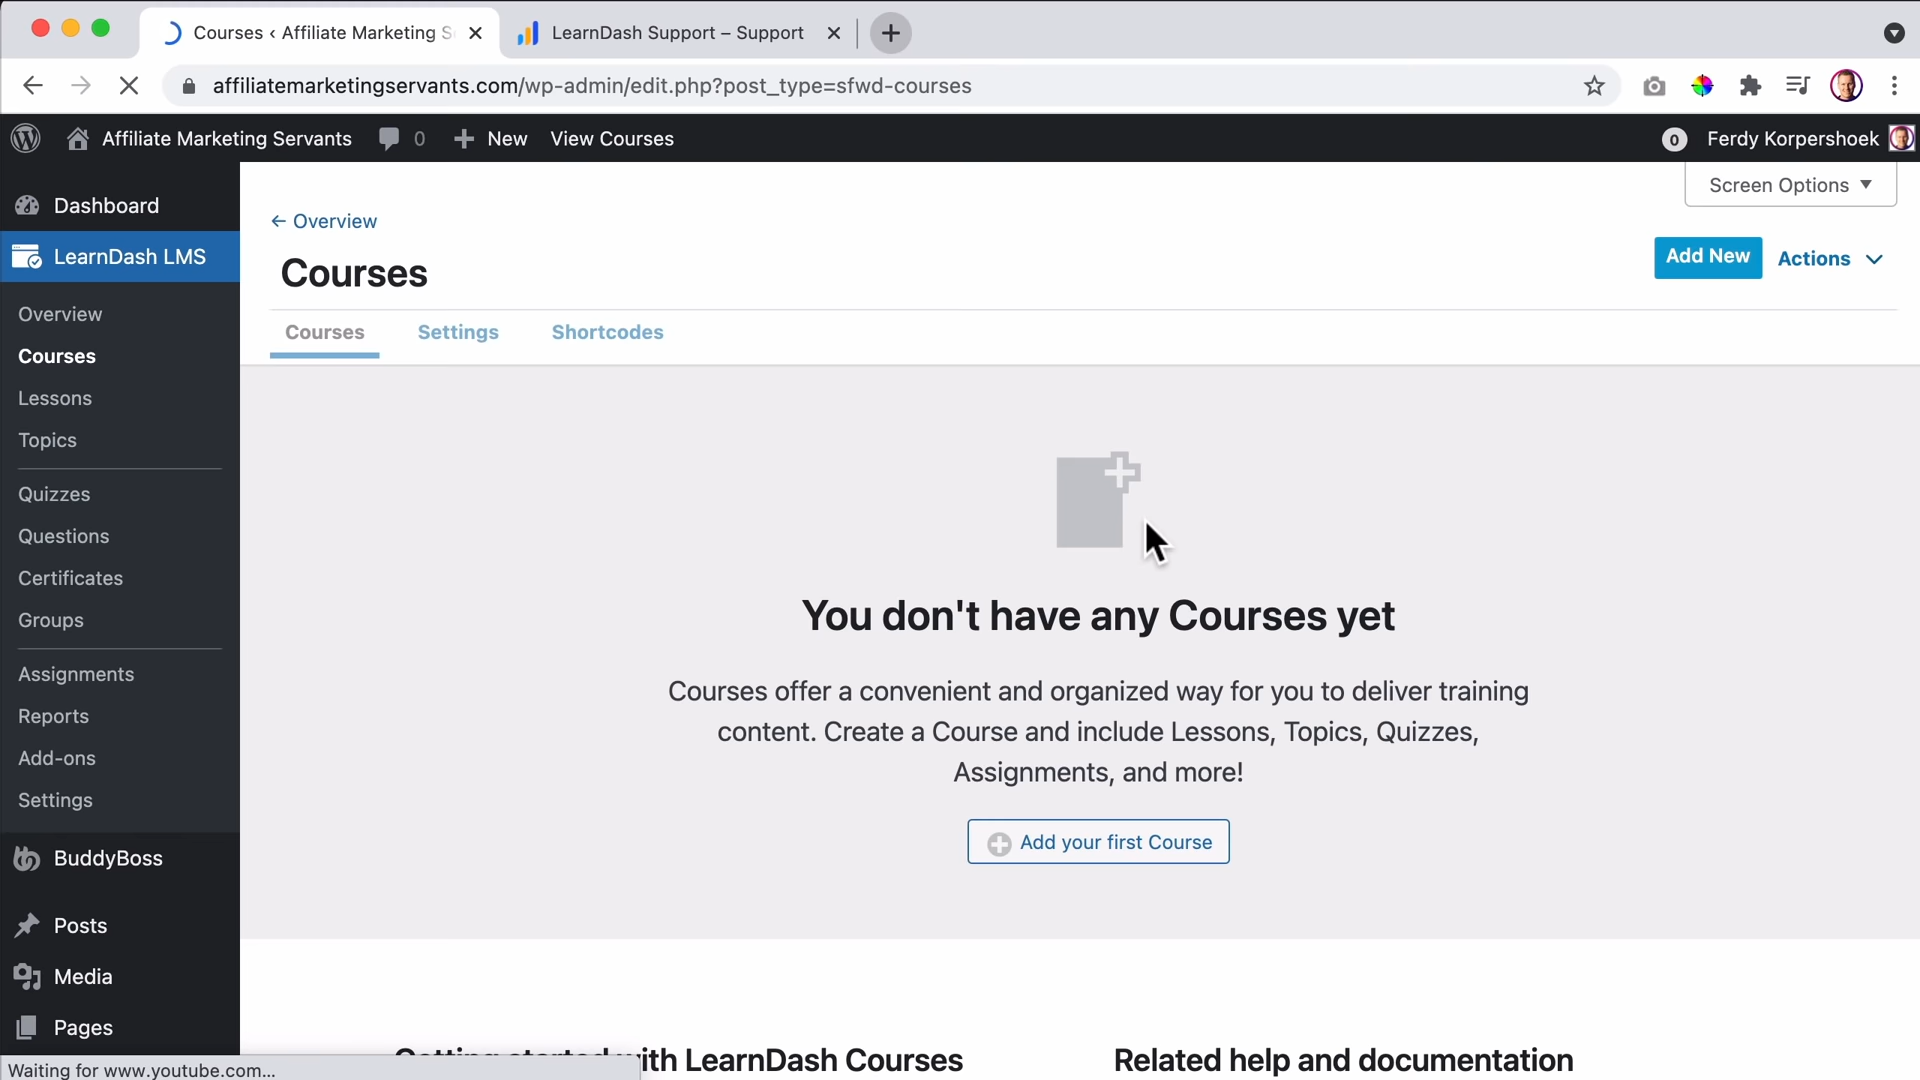 Courses ‹ Affiliate Marketing S
LearnDash Support – Support
affiliatemarketingservants.com/wp-admin/edit.php?post_type=sfwd-courses
Affiliate Marketing Servants
0
New
View Courses
0
Ferdy Korpershoek
Dashboard
LearnDash LMS
Overview
Courses
Lessons
Topics
Quizzes
Questions
Certificates
Groups
Assignments
Reports
Add-ons
Settings
BuddyBoss
Posts
Media
Pages
Waiting for www.youtube.com...
Screen Options
← Overview
Courses
Add New
Actions
Courses
Settings
Shortcodes
You don't have any Courses yet
Courses offer a convenient and organized way for you to deliver training
content. Create a Course and include Lessons, Topics, Quizzes,
Assignments, and more!
Add your first Course
Getting started with LearnDash Courses
Related help and documentation